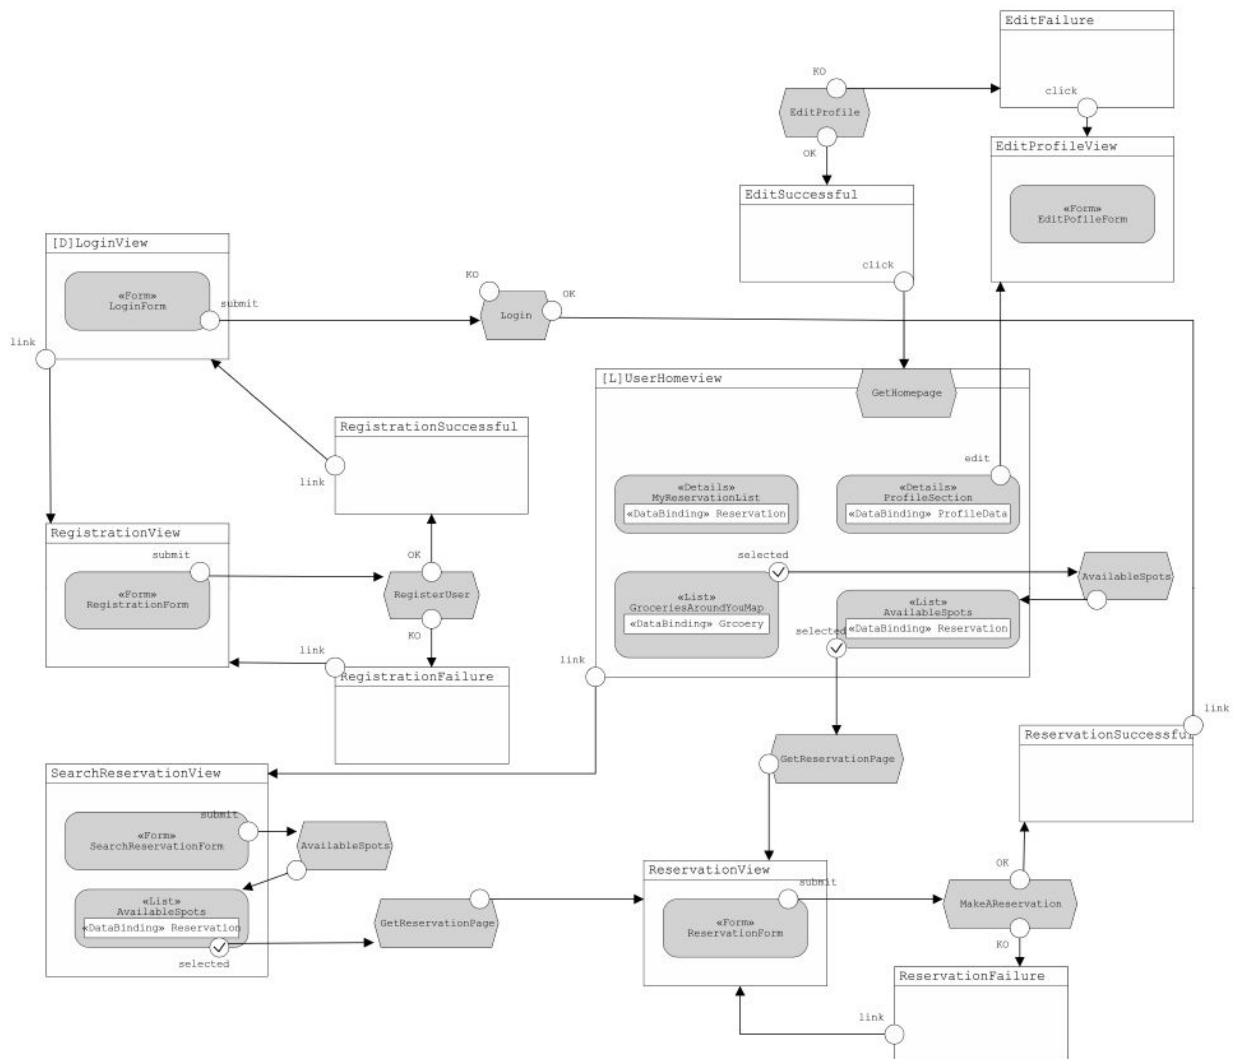 EditFailure
KO
click
EditProfile
OK
EditProfileView
«Form»
EditPofileForm
EditSuccessful
click
[D]LoginView
«Form»
LoginForm
submit
KO
OK
Login
link
[L]UserHomeview
GetHomepage
RegistrationSuccessful
link
edit
«Details»
MyReservationList
«DataBinding» Reservation
«Details»
ProfileSection
«DataBinding» ProfileData
RegistrationView
submit
OK
«Form»
RegistrationForm
RegisterUser
KO
selected
AvailableSpots
«List»
GroceriesAroundYouMap
«DataBinding» Grcoery
«List»
AvailableSpots
«DataBinding» Reservation
selected
link
link
RegistrationFailure
link
ReservationSuccessful
GetReservationPage
SearchReservationView
submit
«Form»
SearchReservationForm
AvailableSpots
«List»
AvailableSpots
«DataBinding» Reservation
selected
GetReservationPage
ReservationView
submit
«Form»
ReservationForm
OK
MakeAReservation
KO
ReservationFailure
link